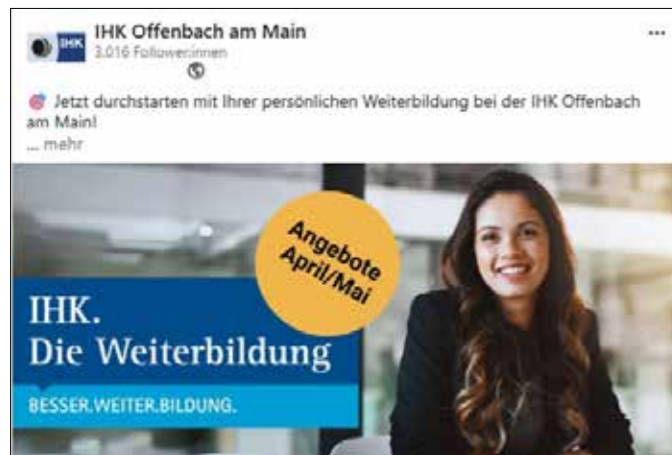 IHK
IHK Offenbach am Main
3.016 Follower:innen
🎯 Jetzt durchstarten mit Ihrer persönlichen Weiterbildung bei der IHK Offenbach
am Main!
... mehr
Angebote
April/Mai
IHK.
Die Weiterbildung
BESSER.WEITER.BILDUNG.